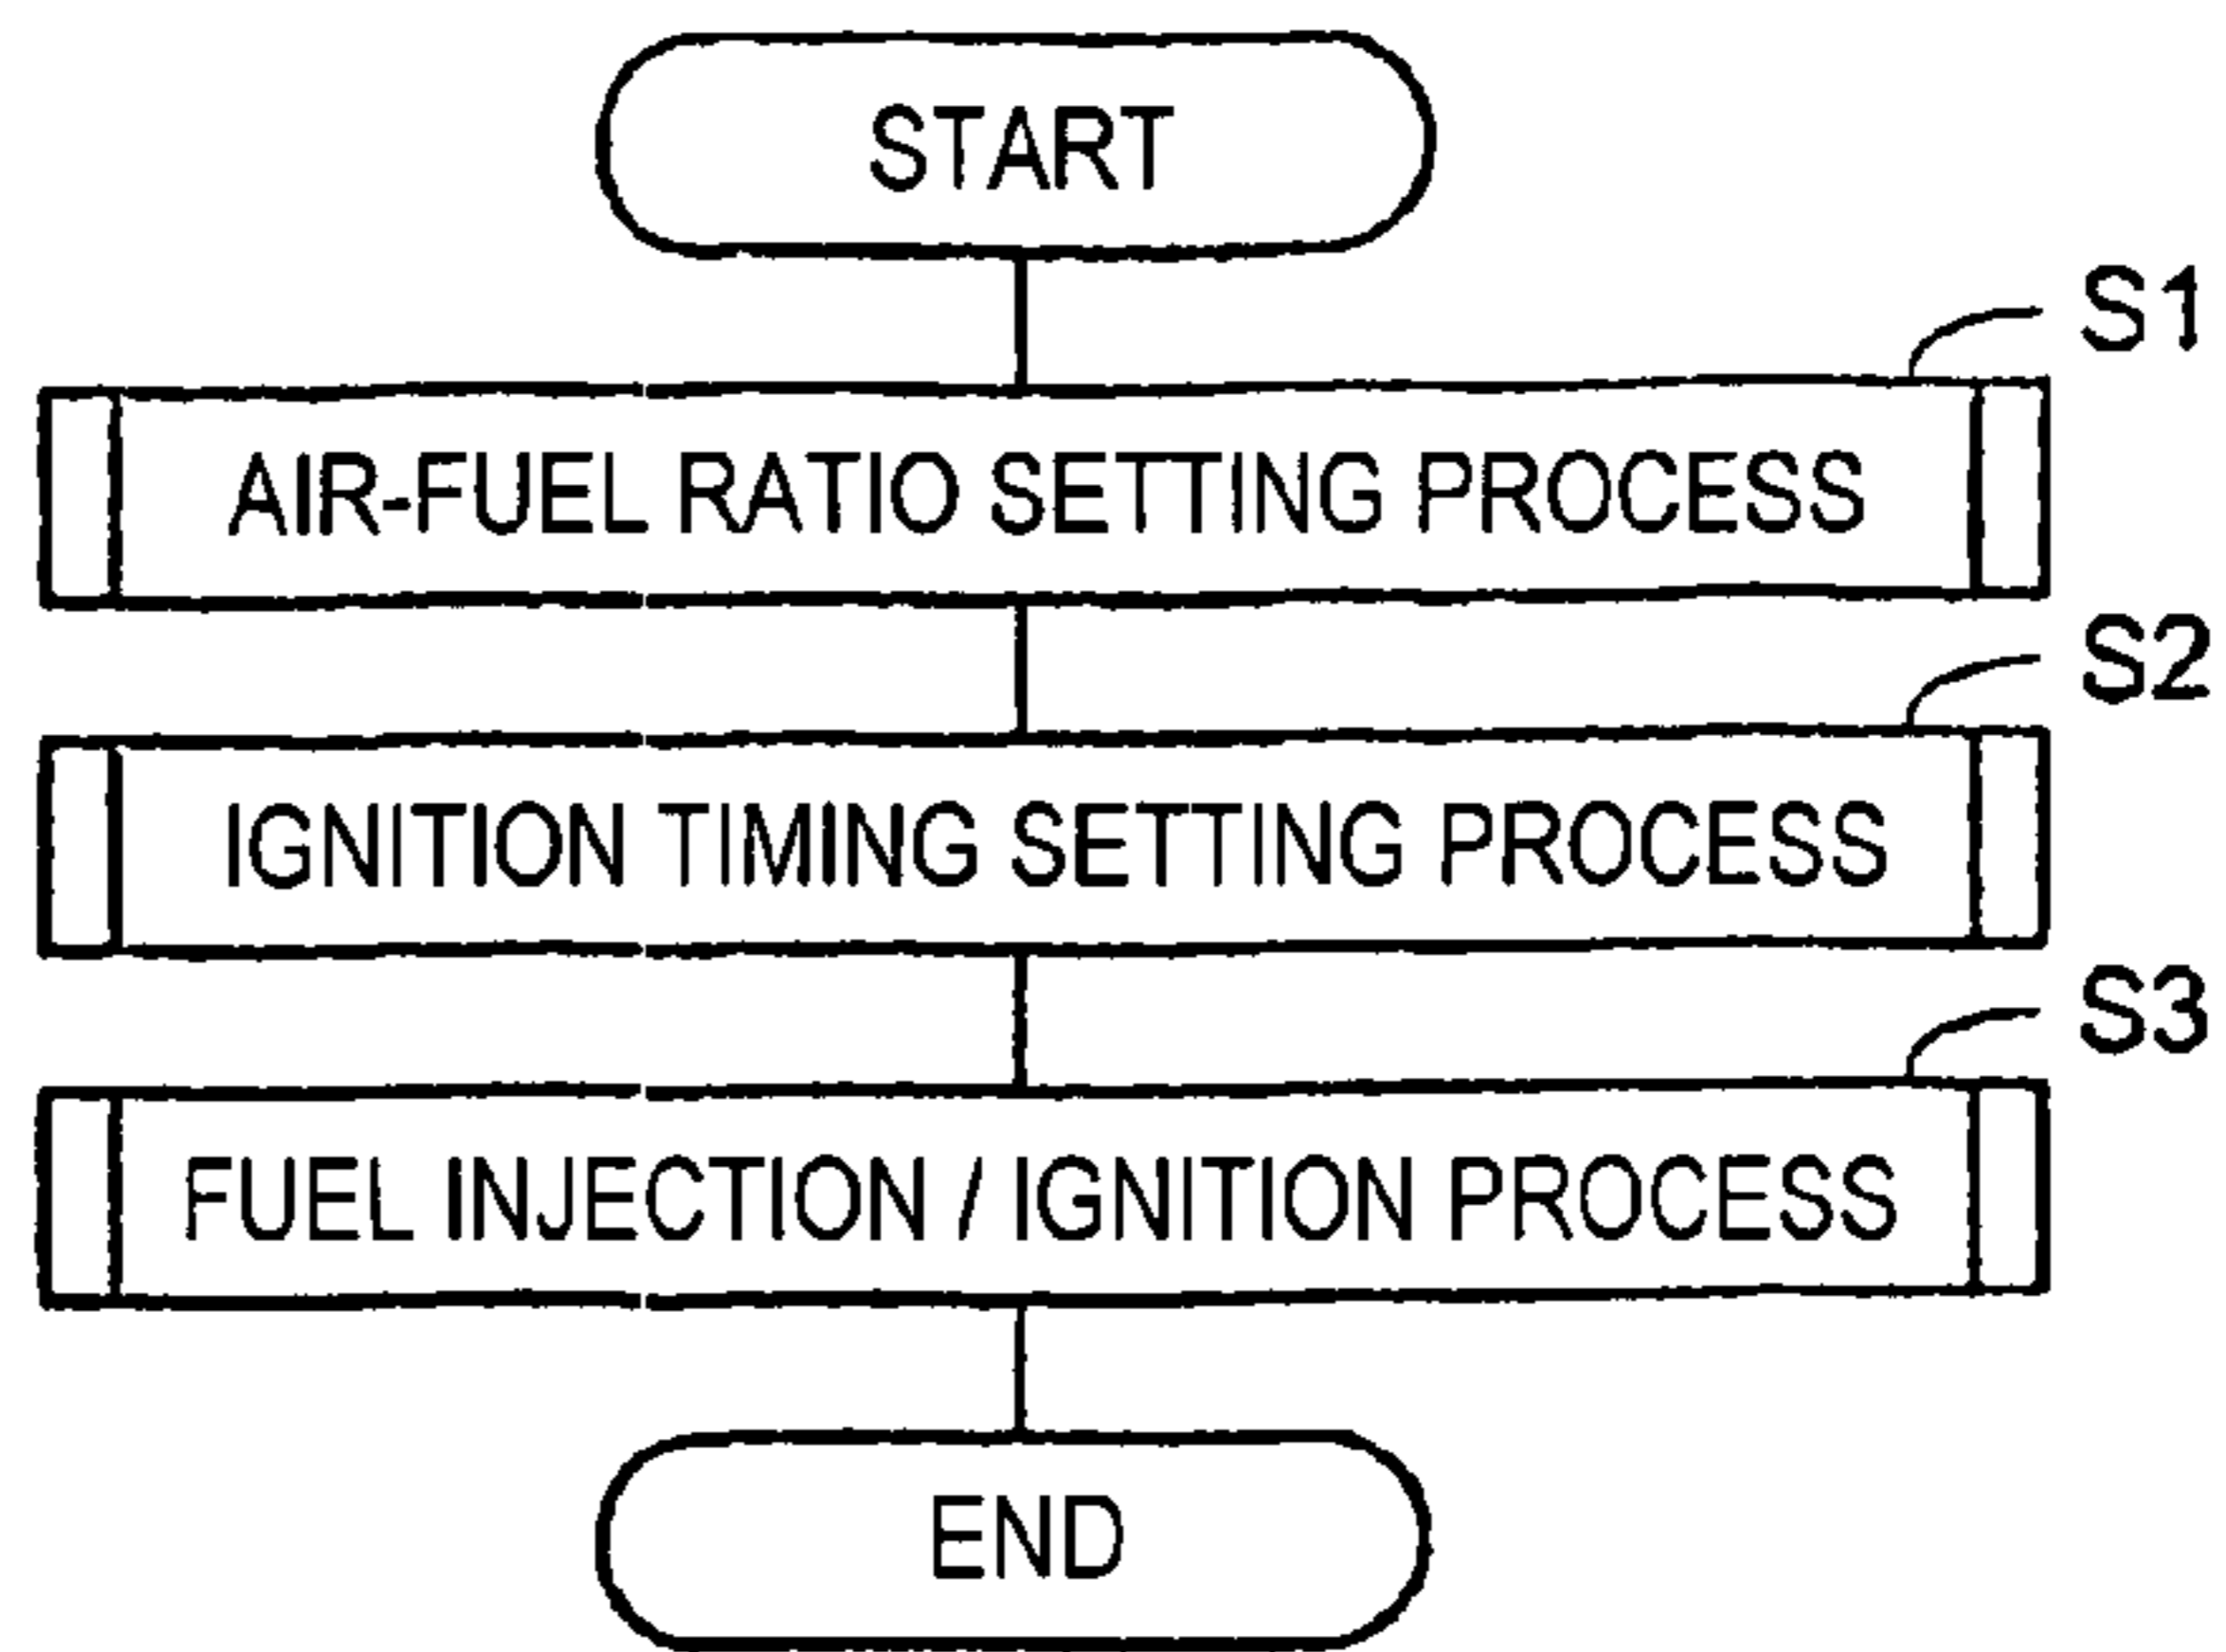 START
S1
AIR-FUEL RATIO SETTING PROCESS
S2
IGNITION TIMING SETTING PROCESS
S3
FUEL INJECTION / IGNITION PROCESS
END